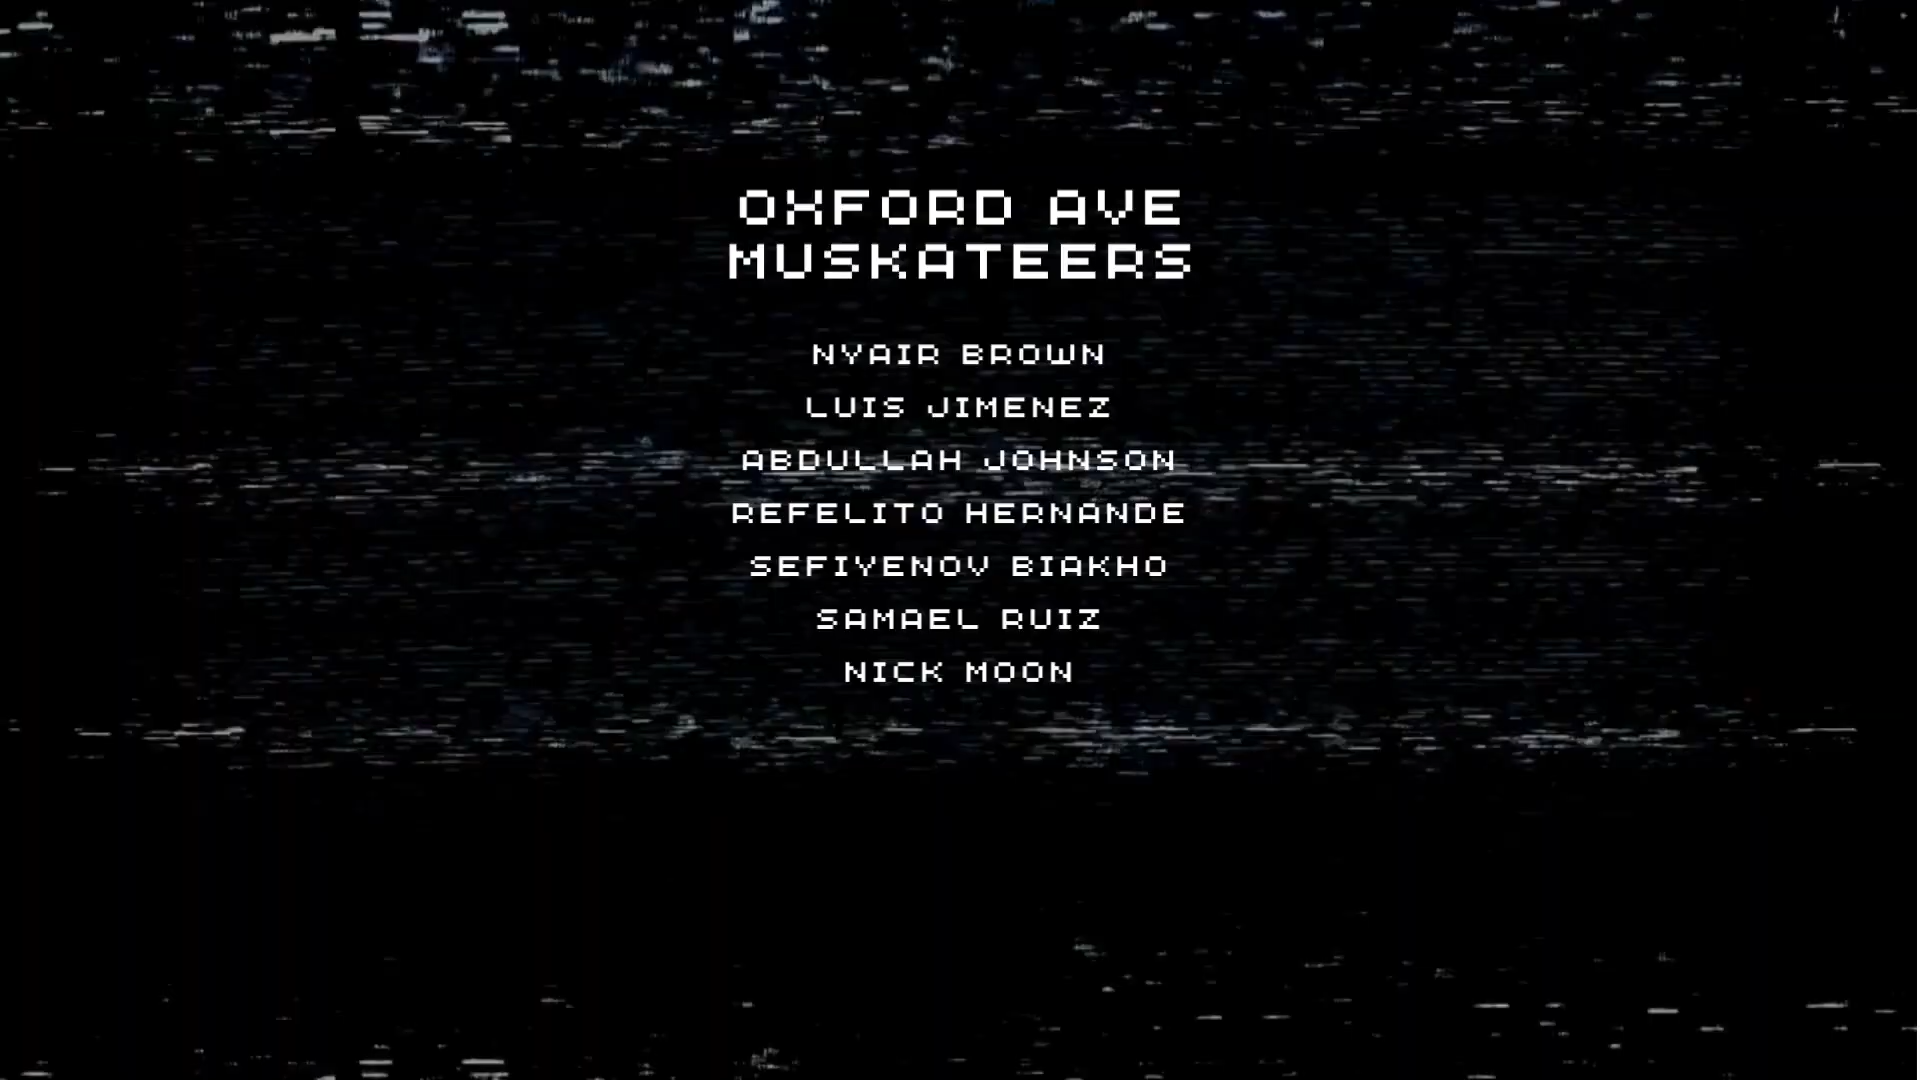 OXFORD AVE
MUSKATEERS
NYAIR BROWN
LUIS JIMENEZ
ABDULLAH JOHNSON
REFELITO HERNANDE
SEFIYENOV BIAKHO
SAMAEL RUIZ
NICK MOON